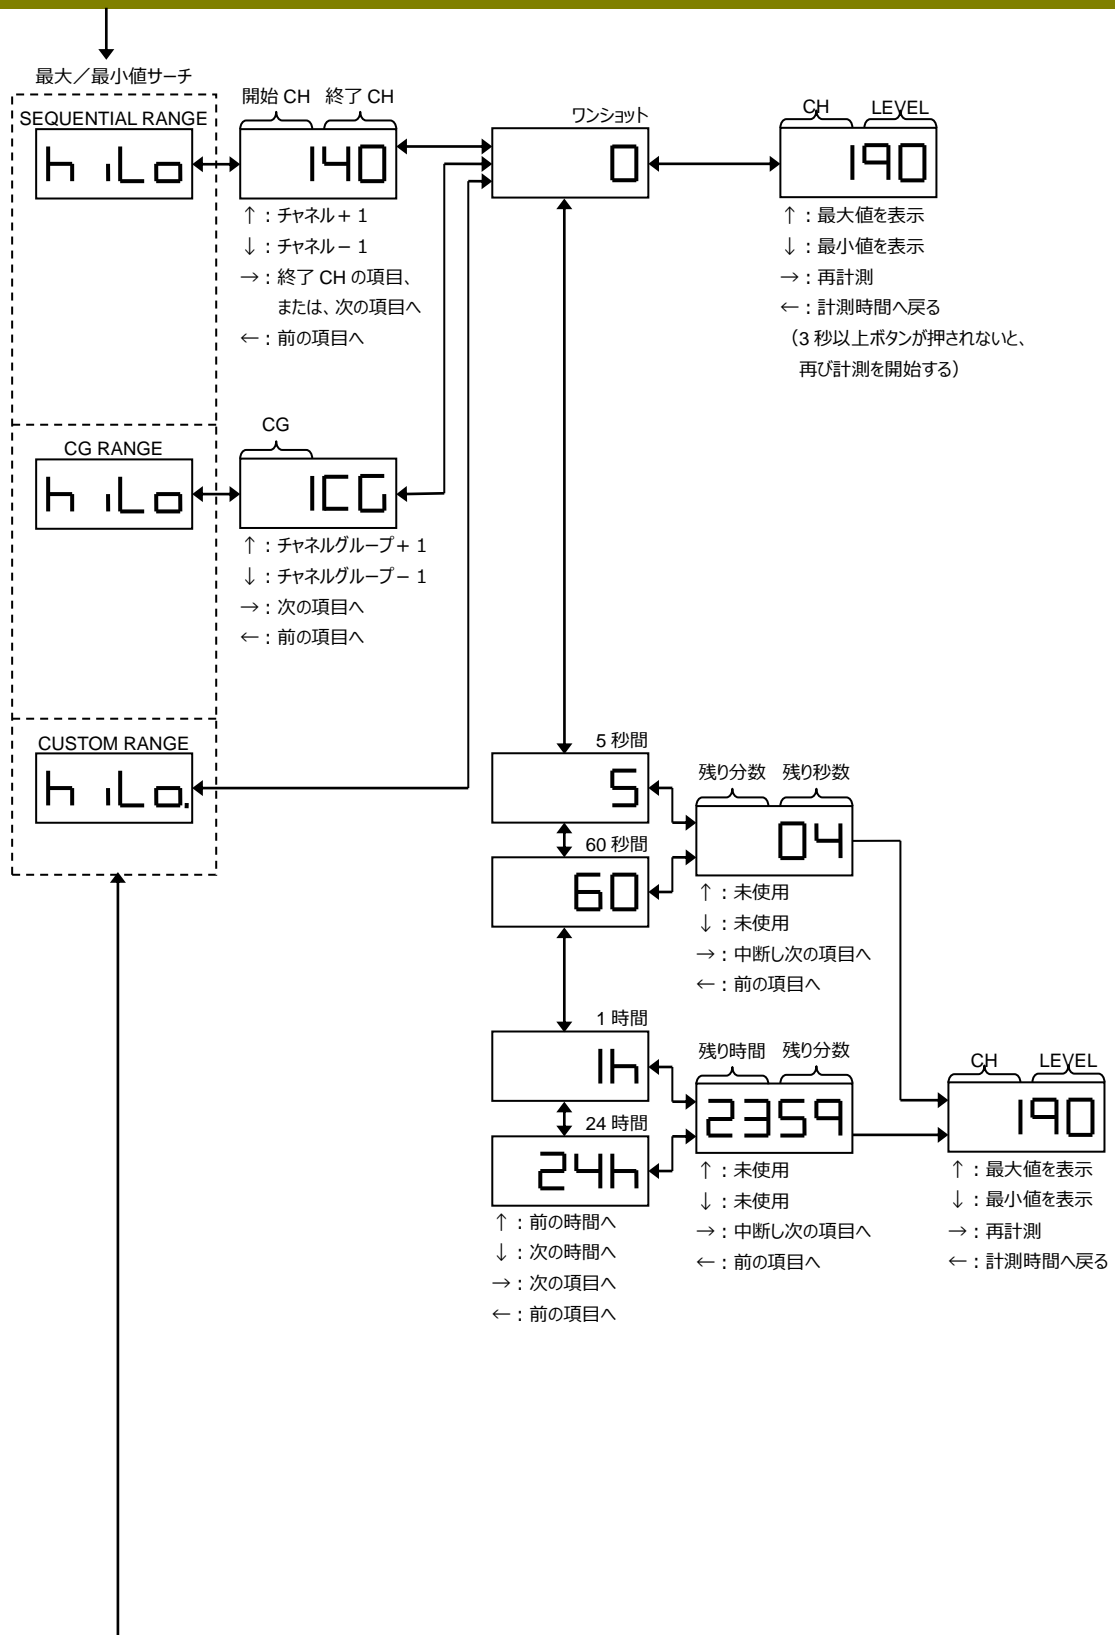 最大／最小値サーチ
SEQUENTIAL RANGE
hiLo
開始 CH 終了 CH
140
↑：チャネル＋ 1
↓：チャネル－ 1
→：終了 CH の項目、
または、次の項目へ
←：前の項目へ
ワンショット
0
CH LEVEL
190
↑：最大値を表示
↓：最小値を表示
→：再計測
←：計測時間へ戻る
（3 秒以上ボタンが押されないと、
再び計測を開始する）
CG RANGE
hiLo
CG
1CG
↑：チャネルグループ＋ 1
↓：チャネルグループ－ 1
→：次の項目へ
←：前の項目へ
CUSTOM RANGE
hiLo.
5 秒間
5
60 秒間
60
残り分数 残り秒数
04
↑：未使用
↓：未使用
→：中断し次の項目へ
←：前の項目へ
1 時間
1h
24 時間
24h
↑：前の時間へ
↓：次の時間へ
→：次の項目へ
←：前の項目へ
残り時間 残り分数
2359
↑：未使用
↓：未使用
→：中断し次の項目へ
←：前の項目へ
CH LEVEL
190
↑：最大値を表示
↓：最小値を表示
→：再計測
←：計測時間へ戻る